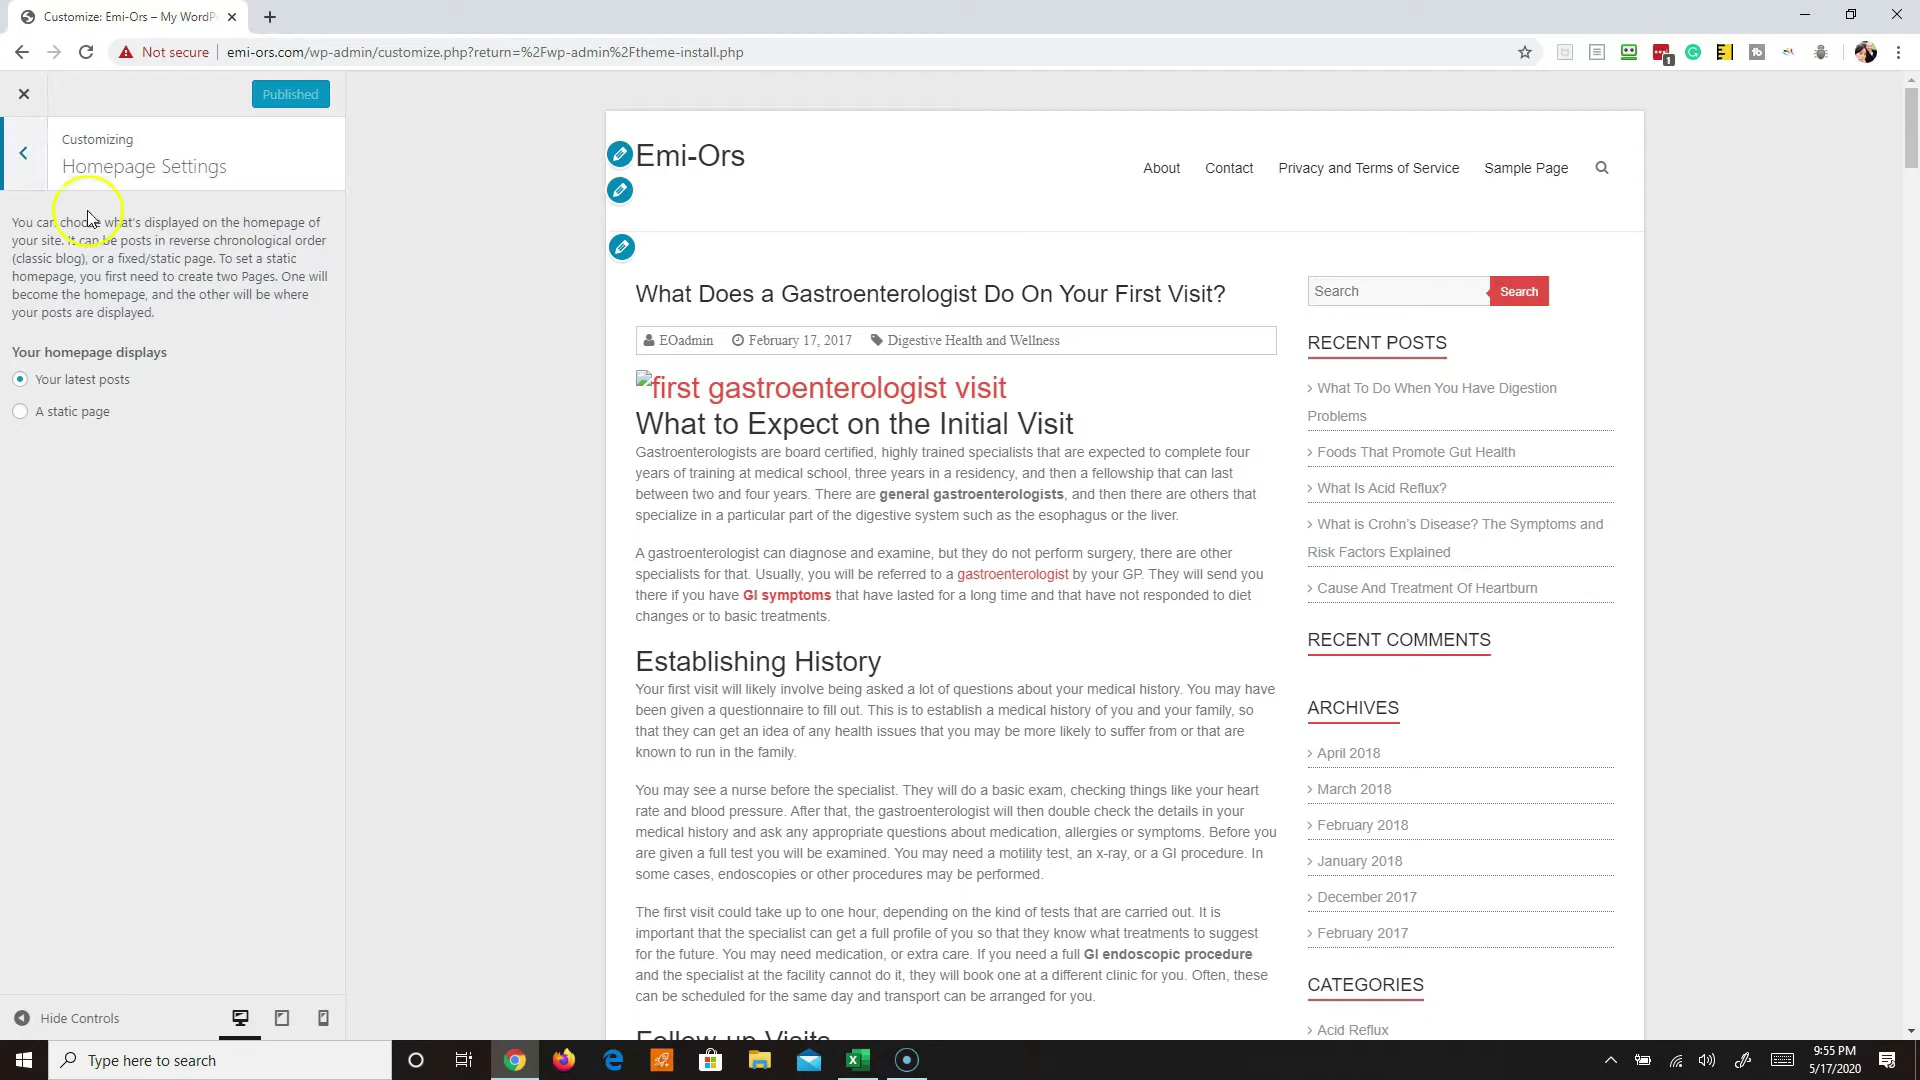 Customize: Emi-Ors – My WordP
Not secure
emi-ors.com/wp-admin/customize.php?return=%2Fwp-admin%2Ftheme-install.php
1
Published
Customizing
Homepage Settings
You can choose what's displayed on the homepage of
your site. It can be posts in reverse chronological order
(classic blog), or a fixed/static page. To set a static
homepage, you first need to create two Pages. One will
become the homepage, and the other will be where
your posts are displayed.
Your homepage displays
Your latest posts
A static page
Hide Controls
Emi-Ors
About
Contact
Privacy and Terms of Service
Sample Page
What Does a Gastroenterologist Do On Your First Visit?
EOadmin
February 17, 2017
Digestive Health and Wellness
first gastroenterologist visit
What to Expect on the Initial Visit
Gastroenterologists are board certified, highly trained specialists that are expected to complete four
years of training at medical school, three years in a residency, and then a fellowship that can last
between two and four years. There are general gastroenterologists, and then there are others that
specialize in a particular part of the digestive system such as the esophagus or the liver.
A gastroenterologist can diagnose and examine, but they do not perform surgery, there are other
specialists for that. Usually, you will be referred to a gastroenterologist by your GP. They will send you
there if you have GI symptoms that have lasted for a long time and that have not responded to diet
changes or to basic treatments.
Establishing History
Your first visit will likely involve being asked a lot of questions about your medical history. You may have
been given a questionnaire to fill out. This is to establish a medical history of you and your family, so
that they can get an idea of any health issues that you may be more likely to suffer from or that are
known to run in the family.
You may see a nurse before the specialist. They will do a basic exam, checking things like your heart
rate and blood pressure. After that, the gastroenterologist will then double check the details in your
medical history and ask any appropriate questions about medication, allergies or symptoms. Before you
are given a full test you will be examined. You may need a motility test, an x-ray, or a GI procedure. In
some cases, endoscopies or other procedures may be performed.
The first visit could take up to one hour, depending on the kind of tests that are carried out. It is
important that the specialist can get a full profile of you so that they know what treatments to suggest
for the future. You may need medication, or extra care. If you need a full GI endoscopic procedure
and the specialist at the facility cannot do it, they will book one at a different clinic for you. Often, these
can be scheduled for the same day and transport can be arranged for you.
Follow-up Visits
Search
Search
RECENT POSTS
What To Do When You Have Digestion
Problems
Foods That Promote Gut Health
What Is Acid Reflux?
What is Crohn's Disease? The Symptoms and
Risk Factors Explained
Cause And Treatment Of Heartburn
RECENT COMMENTS
ARCHIVES
April 2018
March 2018
February 2018
January 2018
December 2017
February 2017
CATEGORIES
Acid Reflux
Type here to search
9:55 PM
5/17/2020